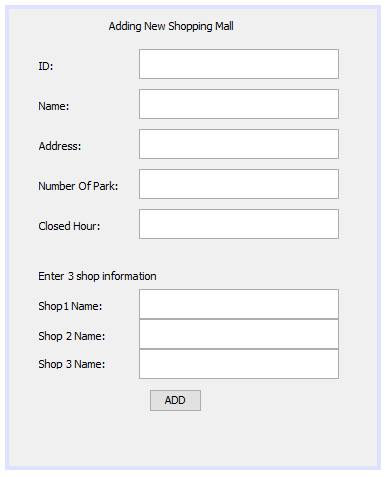 Adding New Shopping Mall
ID:
Name:
Address:
Number Of Park:
Closed Hour:
Enter 3 shop information
Shop1 Name:
Shop 2 Name:
Shop 3 Name:
ADD